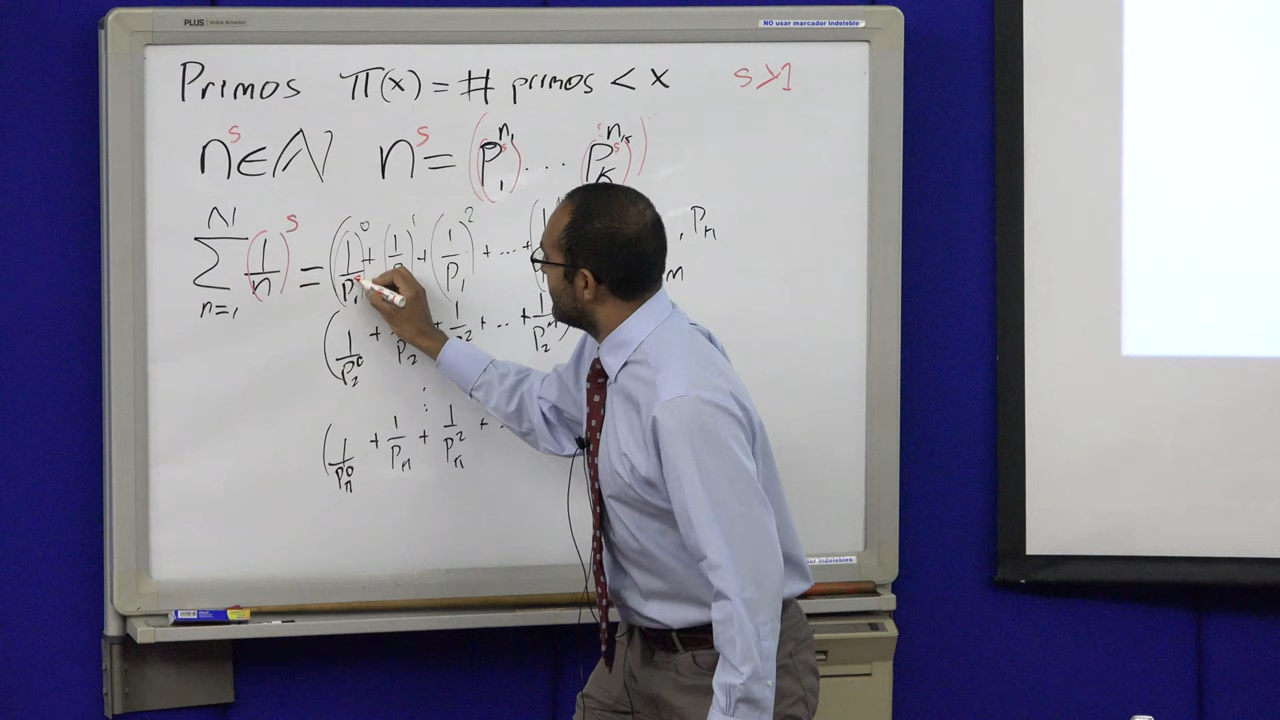 PLUS
NO usar marcador indeleble
Primos π(x) = # primos < x s>1
n^s ∈ N n^s = ((P_1^{n_1})^s ... (P_k^{n_k})^s)
\sum_{n=1}^{N} (1/n)^s = ((1/P_1^s)^0 + (1/P)^1 + (1/P_1)^2 + ... +
, P_n
m
(1/P_2^0 + 1/P_2 + 1/P_2^2 + ... + 1/P_2^m
⋮
(1/P_n^0 + 1/P_n + 1/P_n^2 + ..
indelebles